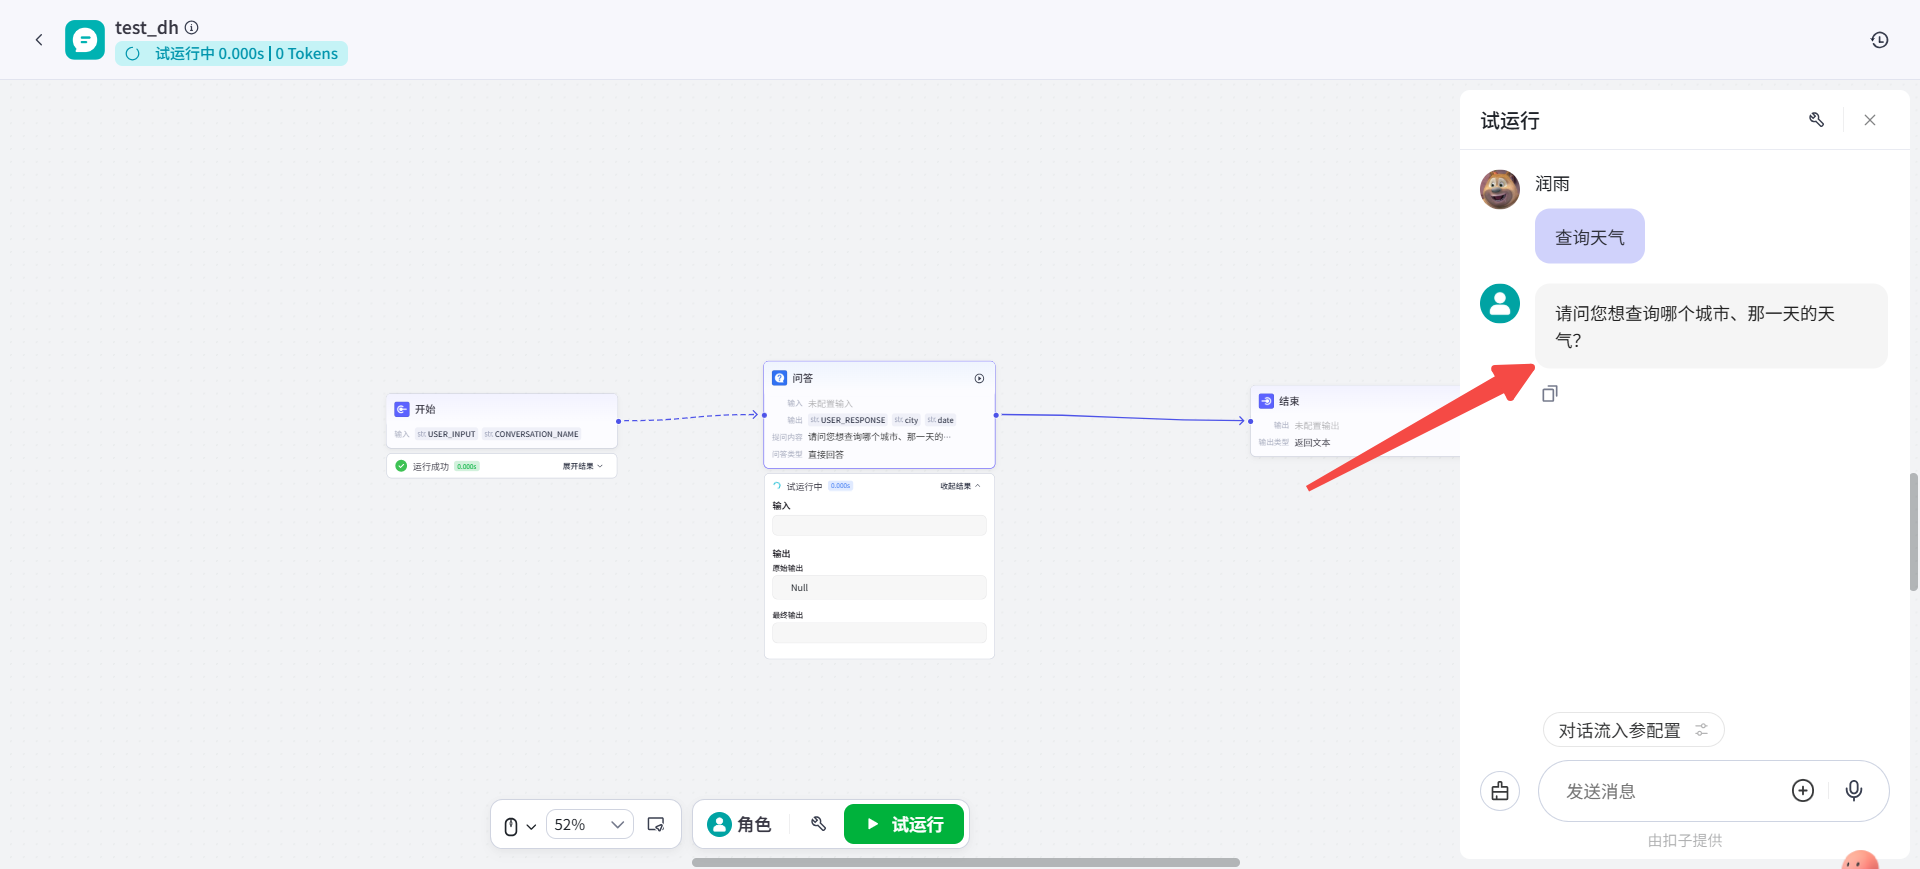 test_dh
试运行中 0.000s | 0 Tokens
开始
输入 str. USER_INPUT str. CONVERSATION_NAME
运行成功 0.000s 展开结果
问答
输入 未配置输入
输出 str. USER_RESPONSE str. city str. date
提问内容 请问您想查询哪个城市、那一天的…
问答类型 直接回答
试运行中 0.000s 收起结果
输入
输出
原始输出
Null
最终输出
结束
输出 未配置输出
输出类型 返回文本
52%
角色
试运行
试运行
润雨
查询天气
请问您想查询哪个城市、那一天的天
气?
对话流入参配置
发送消息
由扣子提供